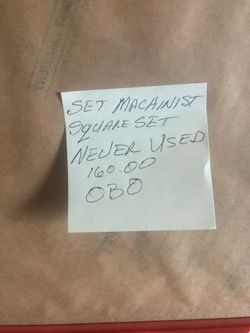 SET MACHINIST
SQUARE SET
NEVER USED
160.00
OBO